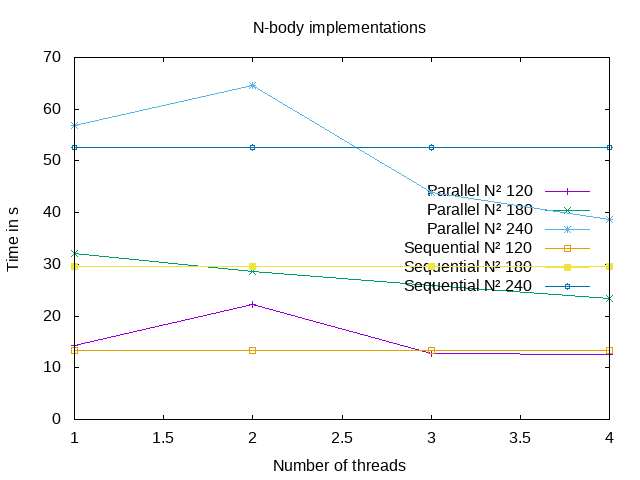 N-body implementations
70
60
50
40
30
20
10
0
Time in s
Parallel N² 120
Parallel N² 180
Parallel N² 240
Sequential N² 120
Sequential N² 180
Sequential N² 240
1 1.5 2 2.5 3 3.5 4
Number of threads